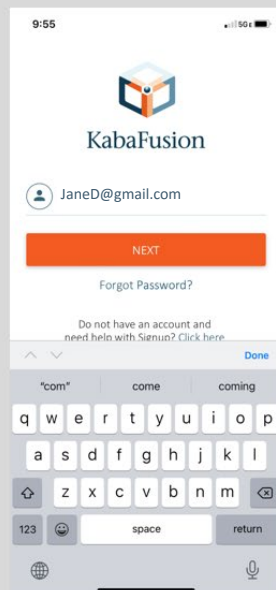 9:55
5GE
KabaFusion
JaneD@gmail.com
NEXT
Forgot Password?
Do not have an account and
need help with Signup? Click here
Done
"com" come coming
q w e r t y u i o p
a s d f g h j k l
z x c v b n m
123 space return